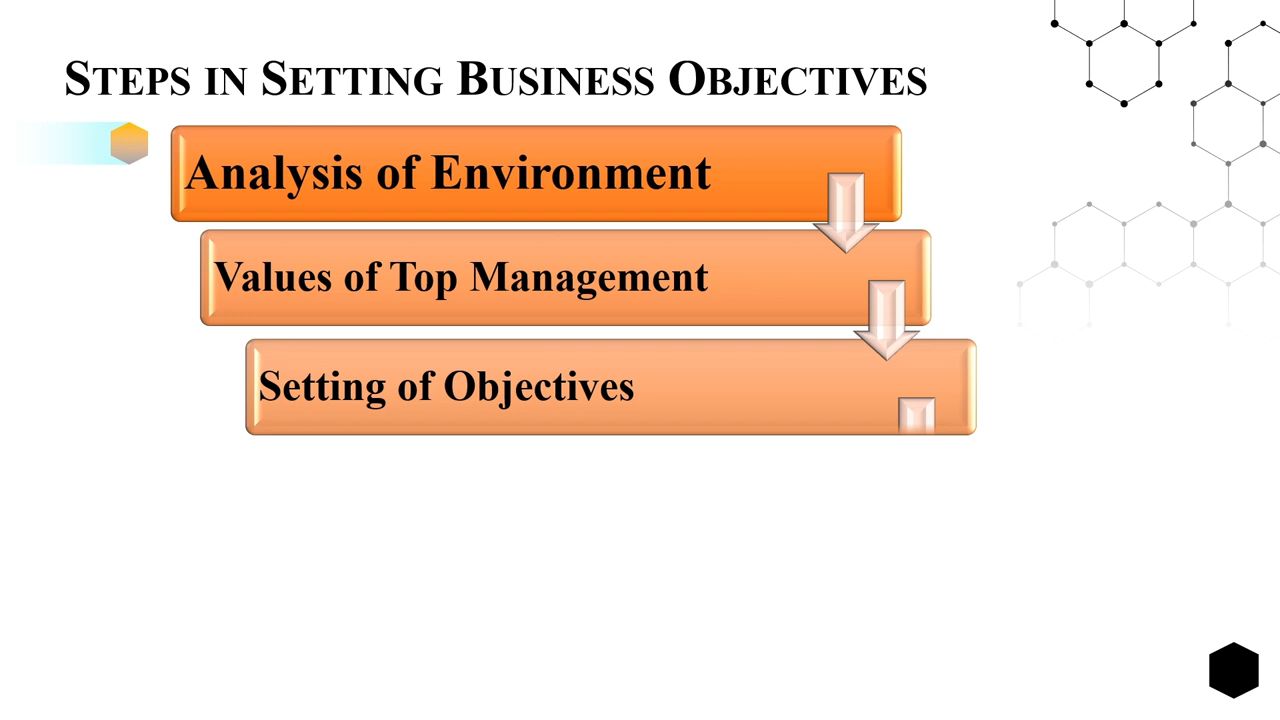 Steps in Setting Business Objectives
Analysis of Environment
Values of Top Management
Setting of Objectives